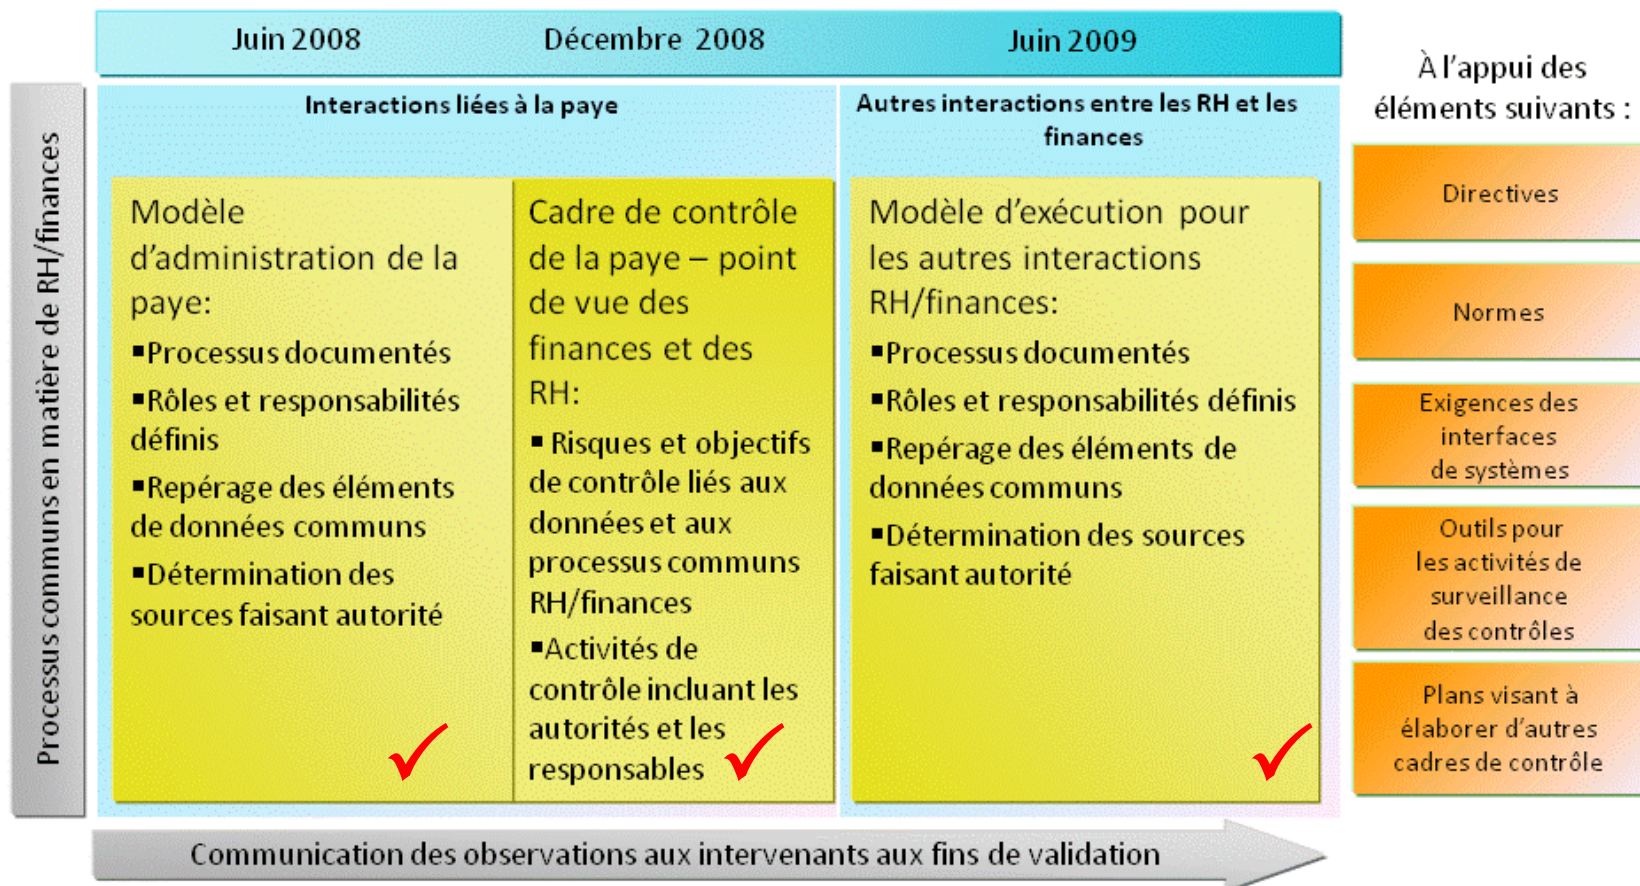 Juin 2008
Décembre 2008
Juin 2009
Processus communs en matière de RH/finances
Interactions liées à la paye
Autres interactions entre les RH et les
finances
Modèle
d'administration de la
paye:
▪Processus documentés
▪Rôles et responsabilités
définis
▪Repérage des éléments
de données communs
▪Détermination des
sources faisant autorité
Cadre de contrôle
de la paye – point
de vue des
finances et des
RH:
▪ Risques et objectifs
de contrôle liés aux
données et aux
processus communs
RH/finances
▪Activités de
contrôle incluant les
autorités et les
responsables
Modèle d'exécution pour
les autres interactions
RH/finances:
▪Processus documentés
▪Rôles et responsabilités définis
▪Repérage des éléments de
données communs
▪Détermination des sources
faisant autorité
À l'appui des
éléments suivants :
Directives
Normes
Exigences des
interfaces
de systèmes
Outils pour
les activités de
surveillance
des contrôles
Plans visant à
élaborer d'autres
cadres de contrôle
Communication des observations aux intervenants aux fins de validation